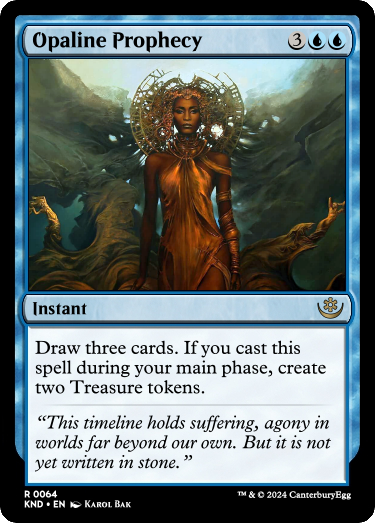 Opaline Prophecy 3
Instant
Draw three cards. If you cast this
spell during your main phase, create
two Treasure tokens.
“This timeline holds suffering, agony in
worlds far beyond our own. But it is not
yet written in stone.”
R 0064
KND • EN Karol Bak
™ & © 2024 CanterburyEgg